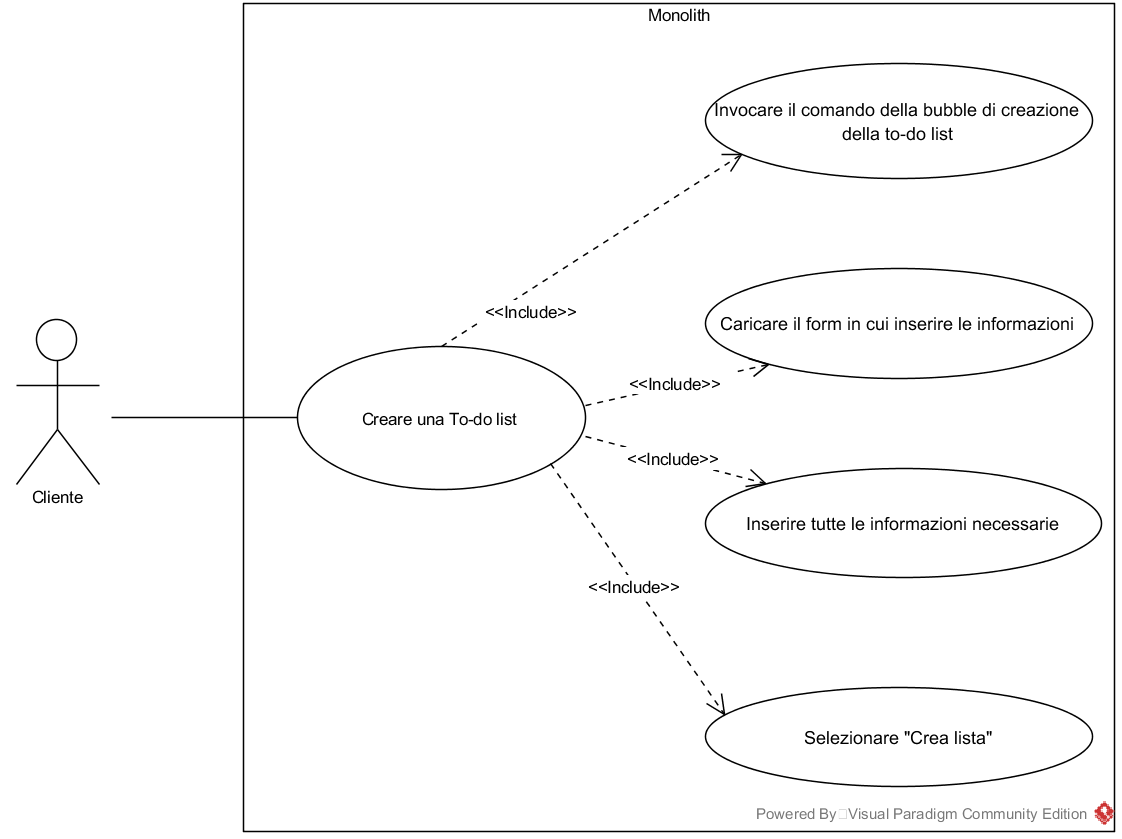 Monolith
Invocare il comando della bubble di creazione
della to-do list
<<Include>>
Caricare il form in cui inserire le informazioni
<<Include>>
Creare una To-do list
<<Include>>
Cliente
Inserire tutte le informazioni necessarie
<<Include>>
Selezionare "Crea lista"
Powered By Visual Paradigm Community Edition